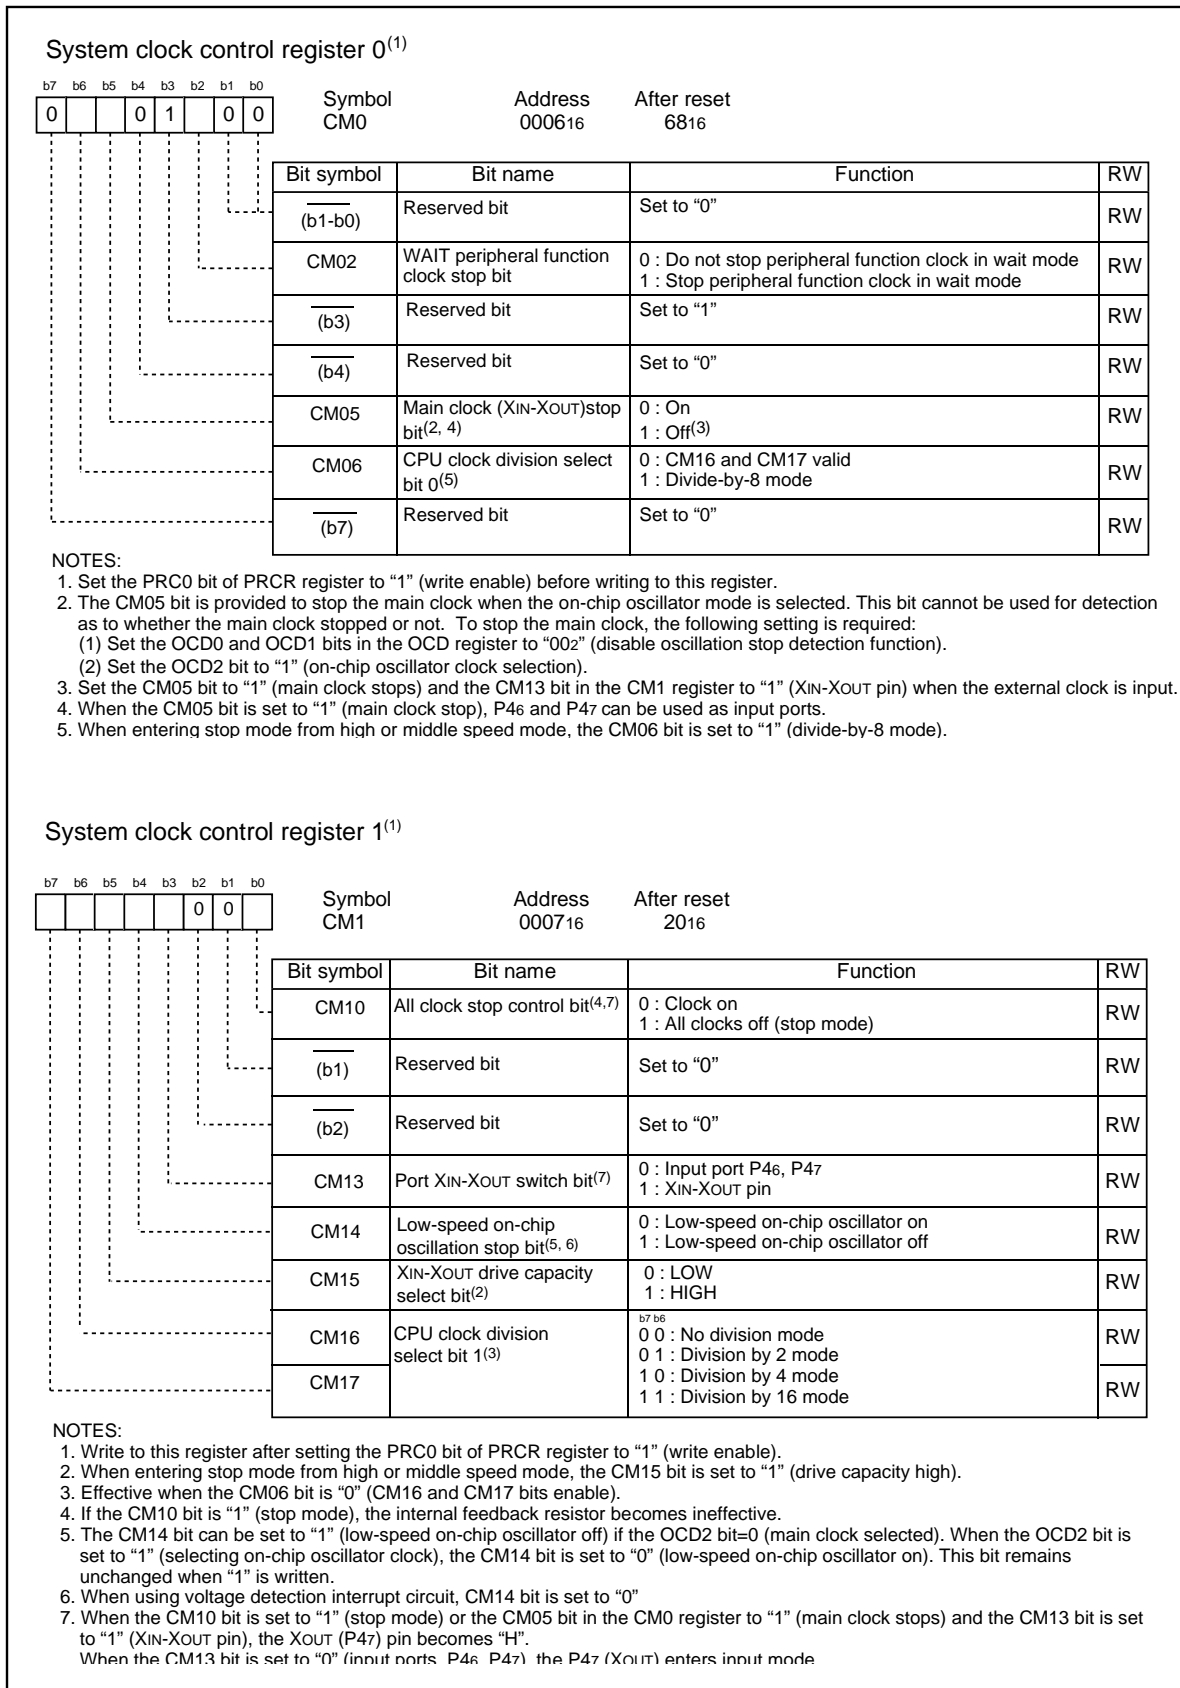 System clock control register 0(1)
b7 b6 b5 b4 b3 b2 b1 b0
0 0 1 0 0
Symbol Address After reset
CM0 000616 6816
Bit symbol Bit name Function RW
(b1-b0) Reserved bit Set to “0” RW
CM02 WAIT peripheral function clock stop bit 0 : Do not stop peripheral function clock in wait mode RW
1 : Stop peripheral function clock in wait mode
(b3) Reserved bit Set to “1” RW
(b4) Reserved bit Set to “0” RW
CM05 Main clock (XIN-XOUT)stop bit(2, 4) 0 : On RW
1 : Off(3)
CM06 CPU clock division select bit 0(5) 0 : CM16 and CM17 valid RW
1 : Divide-by-8 mode
(b7) Reserved bit Set to “0” RW
NOTES:
1. Set the PRC0 bit of PRCR register to “1” (write enable) before writing to this register.
2. The CM05 bit is provided to stop the main clock when the on-chip oscillator mode is selected. This bit cannot be used for detection
as to whether the main clock stopped or not. To stop the main clock, the following setting is required:
(1) Set the OCD0 and OCD1 bits in the OCD register to “002” (disable oscillation stop detection function).
(2) Set the OCD2 bit to “1” (on-chip oscillator clock selection).
3. Set the CM05 bit to “1” (main clock stops) and the CM13 bit in the CM1 register to “1” (XIN-XOUT pin) when the external clock is input.
4. When the CM05 bit is set to “1” (main clock stop), P46 and P47 can be used as input ports.
5. When entering stop mode from high or middle speed mode, the CM06 bit is set to “1” (divide-by-8 mode).
System clock control register 1(1)
b7 b6 b5 b4 b3 b2 b1 b0
0 0
Symbol Address After reset
CM1 000716 2016
Bit symbol Bit name Function RW
CM10 All clock stop control bit(4,7) 0 : Clock on RW
1 : All clocks off (stop mode)
(b1) Reserved bit Set to “0” RW
(b2) Reserved bit Set to “0” RW
CM13 Port XIN-XOUT switch bit(7) 0 : Input port P46, P47 RW
1 : XIN-XOUT pin
CM14 Low-speed on-chip oscillation stop bit(5, 6) 0 : Low-speed on-chip oscillator on RW
1 : Low-speed on-chip oscillator off
CM15 XIN-XOUT drive capacity select bit(2) 0 : LOW RW
1 : HIGH
b7 b6
CM16 CPU clock division select bit 1(3) 0 0 : No division mode RW
0 1 : Division by 2 mode
CM17 1 0 : Division by 4 mode RW
1 1 : Division by 16 mode
NOTES:
1. Write to this register after setting the PRC0 bit of PRCR register to “1” (write enable).
2. When entering stop mode from high or middle speed mode, the CM15 bit is set to “1” (drive capacity high).
3. Effective when the CM06 bit is “0” (CM16 and CM17 bits enable).
4. If the CM10 bit is “1” (stop mode), the internal feedback resistor becomes ineffective.
5. The CM14 bit can be set to “1” (low-speed on-chip oscillator off) if the OCD2 bit=0 (main clock selected). When the OCD2 bit is
set to “1” (selecting on-chip oscillator clock), the CM14 bit is set to “0” (low-speed on-chip oscillator on). This bit remains
unchanged when “1” is written.
6. When using voltage detection interrupt circuit, CM14 bit is set to “0”
7. When the CM10 bit is set to “1” (stop mode) or the CM05 bit in the CM0 register to “1” (main clock stops) and the CM13 bit is set
to “1” (XIN-XOUT pin), the XOUT (P47) pin becomes “H”.
When the CM13 bit is set to “0” (input ports, P46, P47), the P47 (XOUT) enters input mode